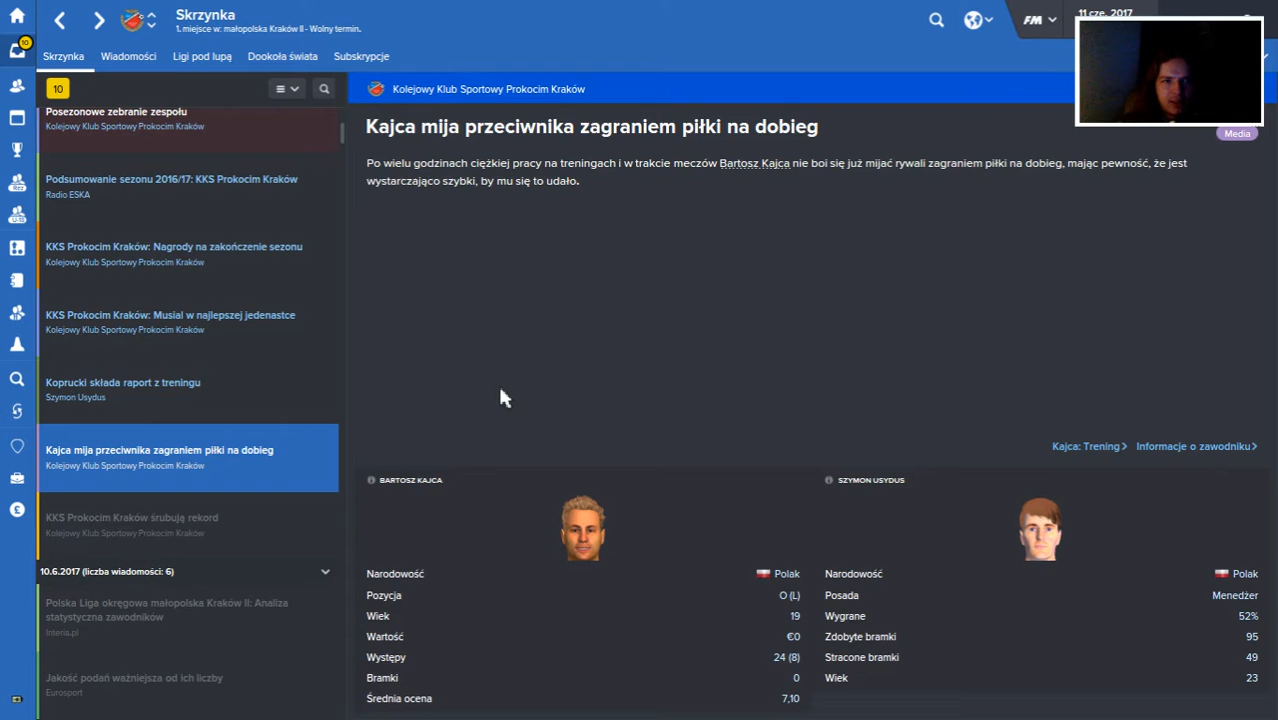 Skrzynka
1. miejsce w: małopolska Kraków II - Wolny termin.
FM
11 cze. 2017
10
Skrzynka
Wiadomości
Ligi pod lupą
Dookoła świata
Subskrypcje
10
Posezonowe zebranie zespołu
Kolejowy Klub Sportowy Prokocim Kraków
Podsumowanie sezonu 2016/17: KKS Prokocim Kraków
Radio ESKA
KKS Prokocim Kraków: Nagrody na zakończenie sezonu
Kolejowy Klub Sportowy Prokocim Kraków
KKS Prokocim Kraków: Musial w najlepszej jedenastce
Kolejowy Klub Sportowy Prokocim Kraków
Koprucki składa raport z treningu
Szymon Usydus
Kajca mija przeciwnika zagraniem piłki na dobieg
Kolejowy Klub Sportowy Prokocim Kraków
KKS Prokocim Kraków śrubują rekord
Kolejowy Klub Sportowy Prokocim Kraków
10.6.2017 (liczba wiadomości: 6)
Polska Liga okręgowa małopolska Kraków II: Analiza
statystyczna zawodników
Interia.pl
Jakość podań ważniejsza od ich liczby
Eurosport
Kolejowy Klub Sportowy Prokocim Kraków
Kajca mija przeciwnika zagraniem piłki na dobieg
Media
Po wielu godzinach ciężkiej pracy na treningach i w trakcie meczów Bartosz Kajca nie boi się już mijać rywali zagraniem piłki na dobieg, mając pewność, że jest
wystarczająco szybki, by mu się to udało.
Kajca: Trening
Informacje o zawodniku
BARTOSZ KAJCA
Narodowość Polak
Pozycja O (L)
Wiek 19
Wartość €0
Występy 24 (8)
Bramki 0
Średnia ocena 7,10
SZYMON USYDUS
Narodowość Polak
Posada Menedżer
Wygrane 52%
Zdobyte bramki 95
Stracone bramki 49
Wiek 23